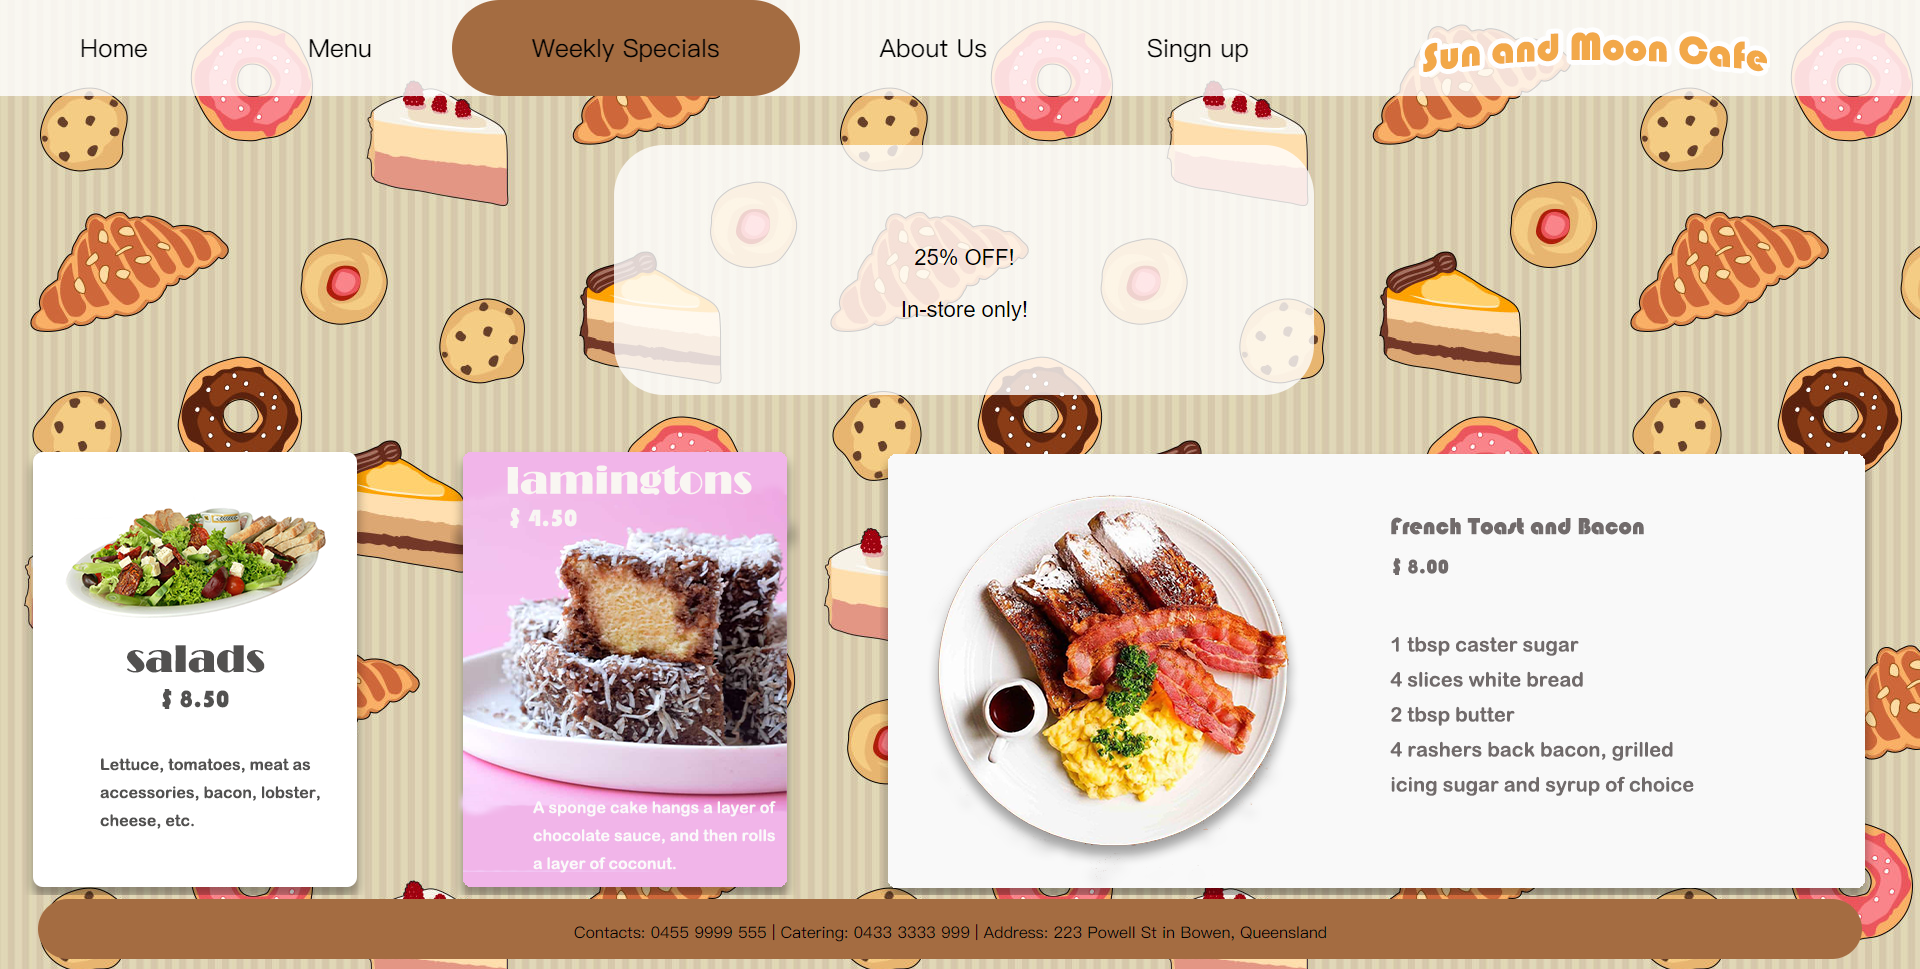 Home
Menu
Weekly Specials
About Us
Singn up
Sun and Moon Cafe
25% OFF!
In-store only!
salads
$ 8.50
Lettuce, tomatoes, meat as
accessories, bacon, lobster,
cheese, etc.
lamingtons
$ 4.50
A sponge cake hangs a layer of
chocolate sauce, and then rolls
a layer of coconut.
French Toast and Bacon
$ 8.00
1 tbsp caster sugar
4 slices white bread
2 tbsp butter
4 rashers back bacon, grilled
icing sugar and syrup of choice
Contacts: 0455 9999 555 | Catering: 0433 3333 999 | Address: 223 Powell St in Bowen, Queensland